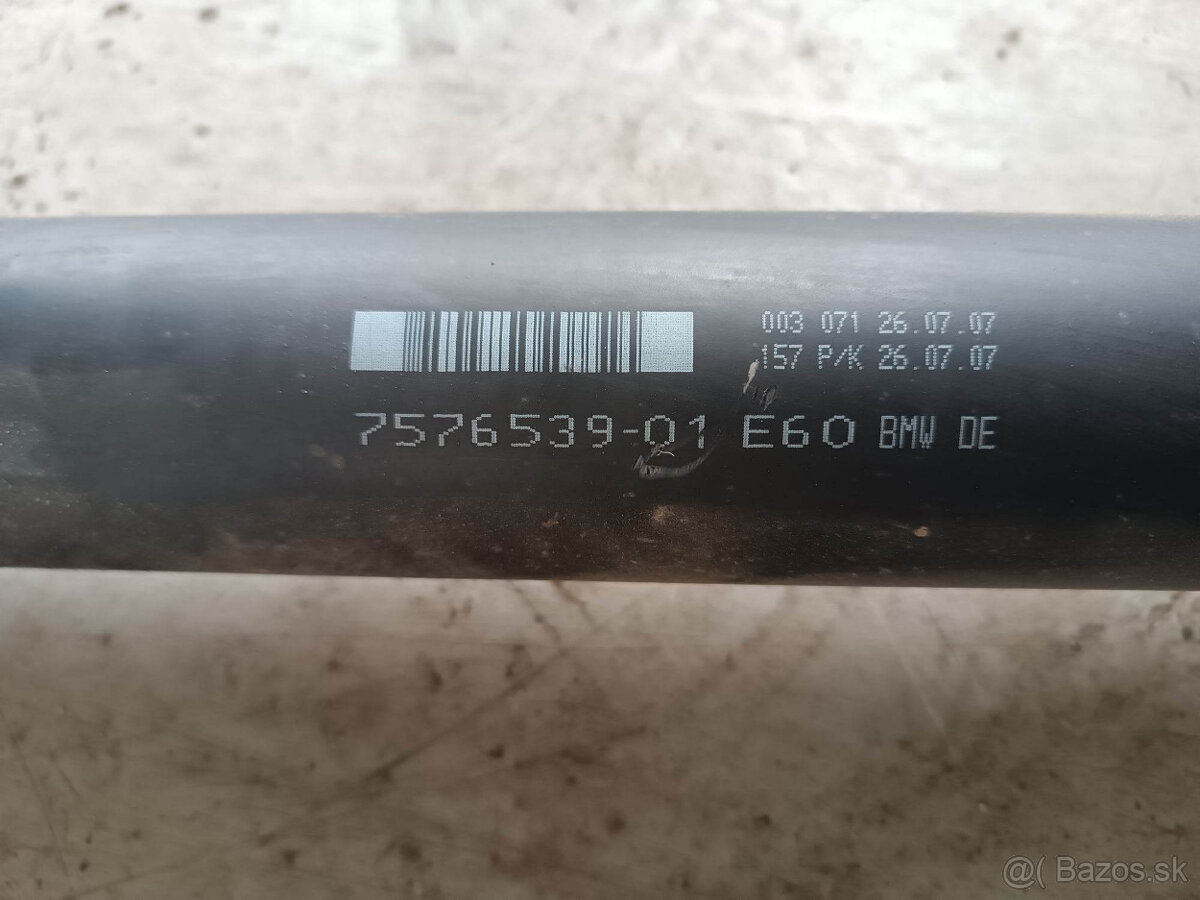 003 071 26.07.07
157 P/K 26.07.07
7576539-01 E60 BMW DE
@( Bazos.sk